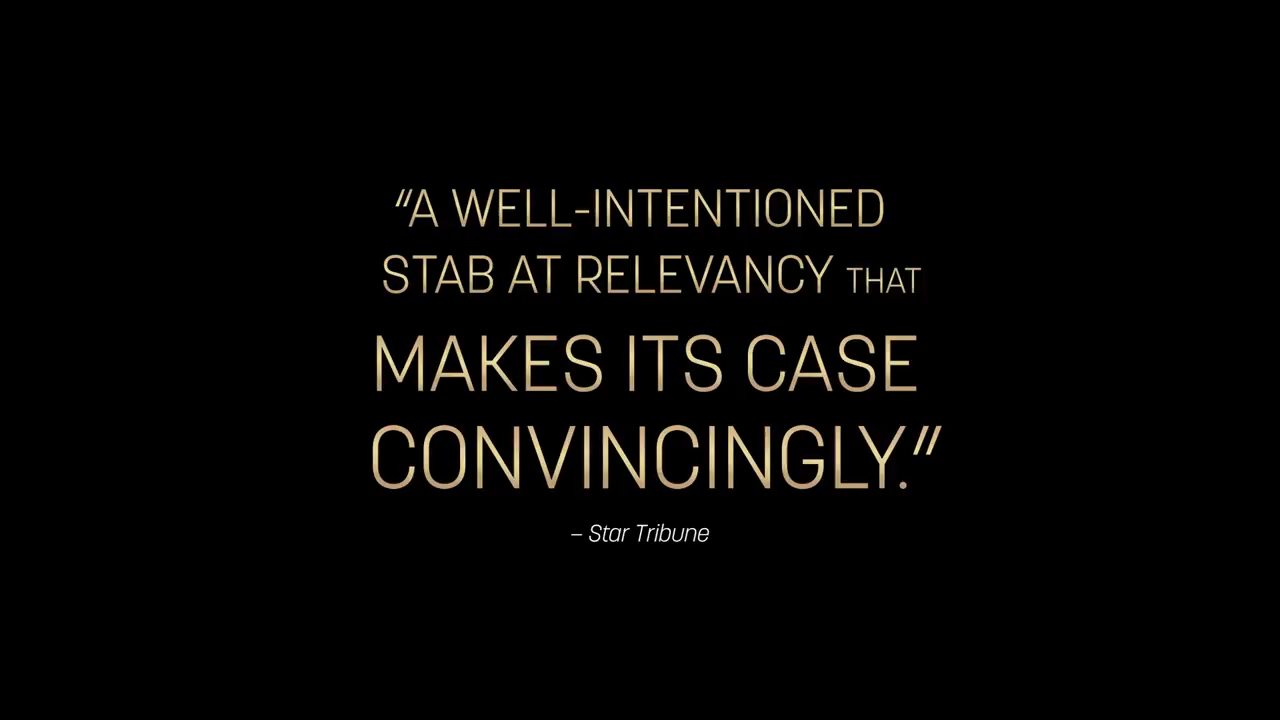 “A WELL-INTENTIONED
STAB AT RELEVANCY THAT
MAKES ITS CASE
CONVINCINGLY.”
– Star Tribune